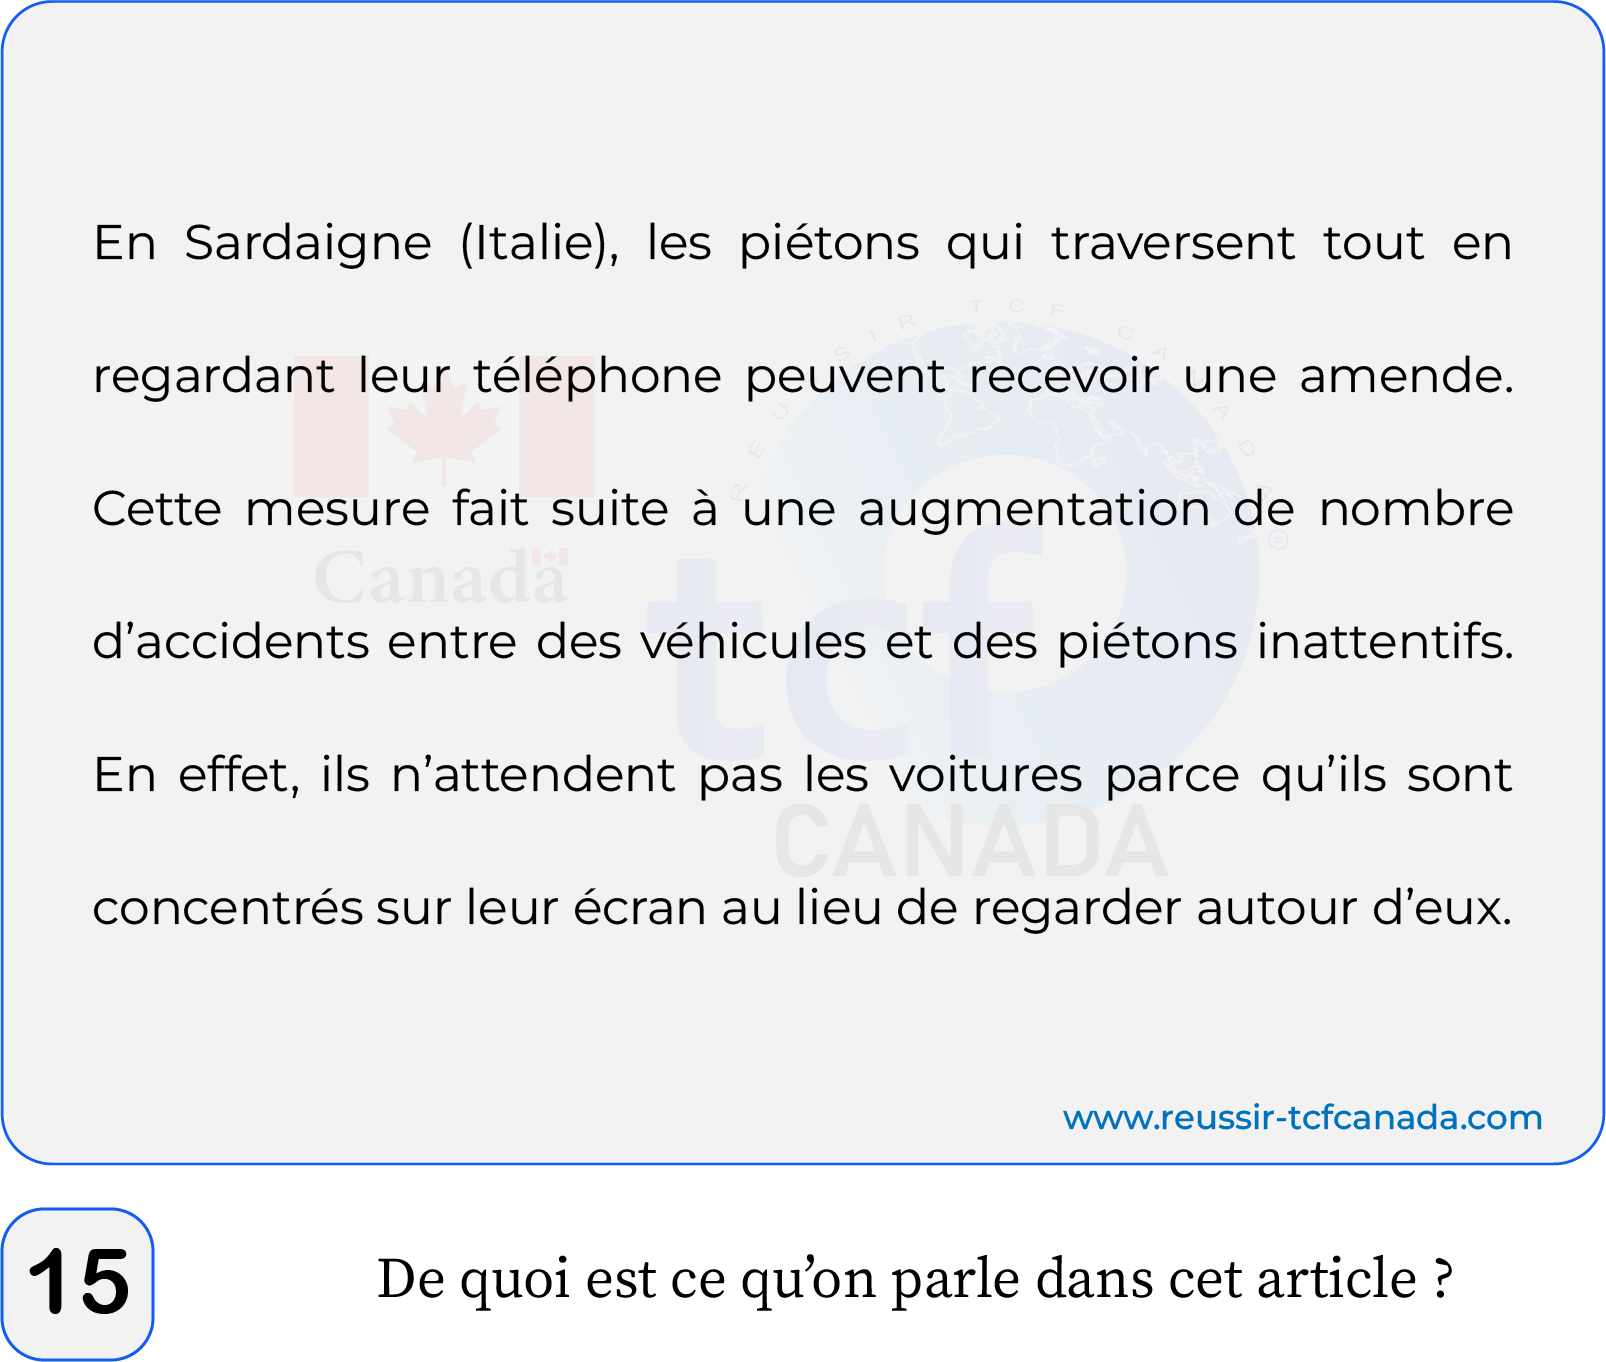 En Sardaigne (Italie), les piétons qui traversent tout en
RÉUSSIR TCF CANADA®
regardant leur téléphone peuvent recevoir une amende.
Cette mesure fait suite à une augmentation de nombre
Canada
d’accidents entre des véhicules et des piétons inattentifs.
tcf
En effet, ils n’attendent pas les voitures parce qu’ils sont
CANADA
concentrés sur leur écran au lieu de regarder autour d’eux.
www.reussir-tcfcanada.com
15
De quoi est ce qu’on parle dans cet article ?